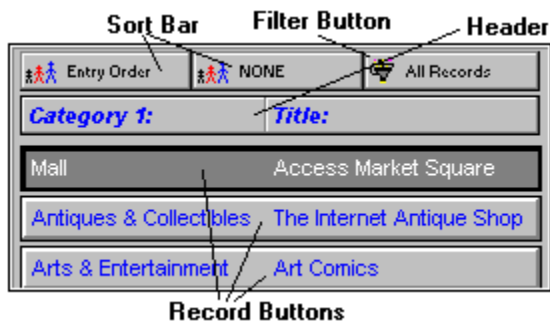 Sort Bar Filter Button Header
Entry Order NONE All Records
Category 1: Title:
Mall Access Market Square
Antiques & Collectibles The Internet Antique Shop
Arts & Entertainment Art Comics
Record Buttons